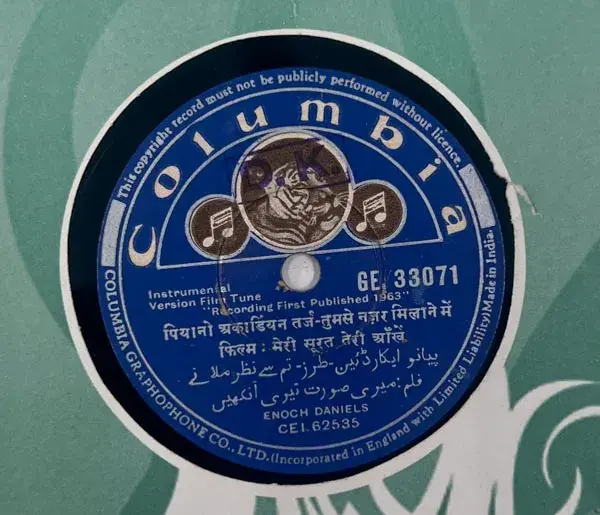 This copyright record must not be publicly performed without licence.
Columbia
O.K.
GE 33071
Instrumental
Version Film Tune
"Recording First Published 1963"
पियानो अकार्डियन तर्ज-तुमसे नज़र मिलाने में
फिल्म : मेरी सूरत तेरी आँखें
پیانو ایکارڈئین-طرز-تم سے نظر ملانے
فلم: میری صورت تیری آنکھیں
ENOCH DANIELS
CEI.62535
COLUMBIA GRAPHOPHONE CO., LTD. (Incorporated in England with Limited Liability) Made in India.